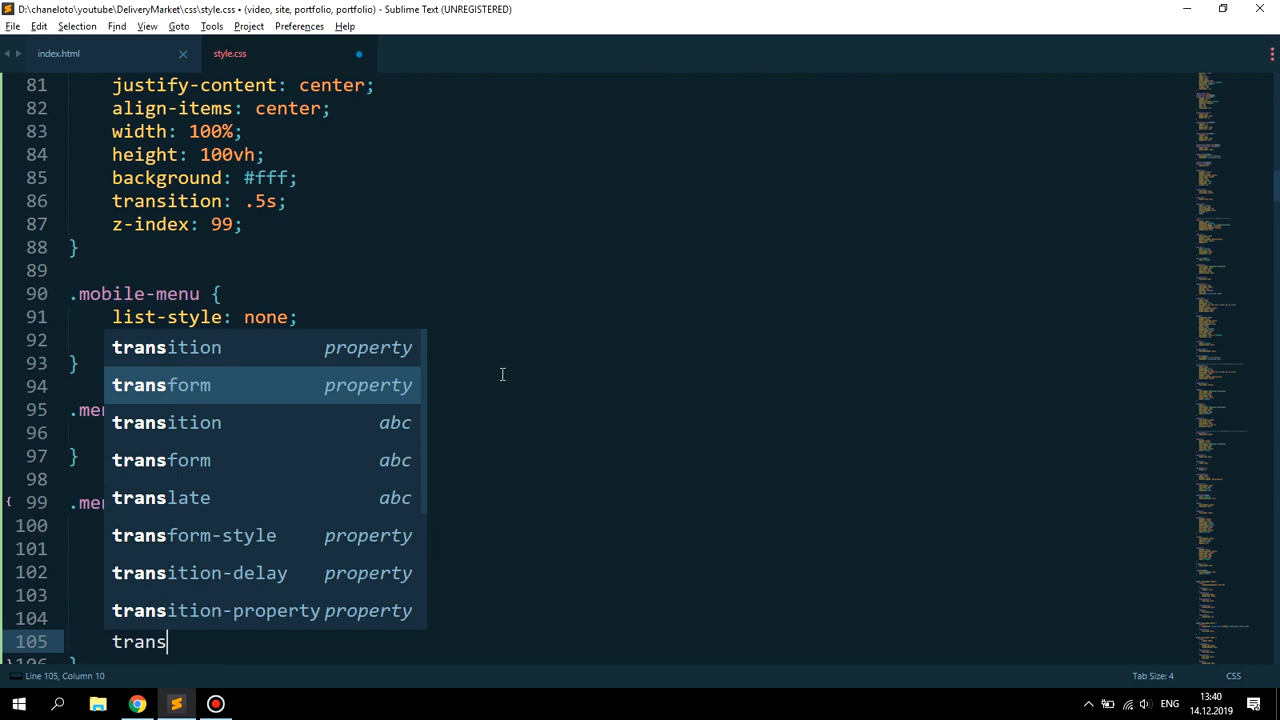 D:\chaneloto\youtube\DeliveryMarket\css\style.css • (video, site, portfolio, portfolio) - Sublime Text (UNREGISTERED)
File Edit Selection Find View Goto Tools Project Preferences Help
index.html style.css
81 justify-content: center;
82 align-items: center;
83 width: 100%;
84 height: 100vh;
85 background: #fff;
86 transition: .5s;
87 z-index: 99;
88 }
89
90 .mobile-menu {
91 list-style: none;
92
transition property
93 }
94
transform property
95 .me
transition abc
96
97 }
transform abc
98
translate abc
99 .me
100
transform-style property
101
102
transition-delay property
103
104
transition-property property
105 trans
106 }
Line 105, Column 10 Tab Size: 4 CSS
ENG 13:40
14.12.2019